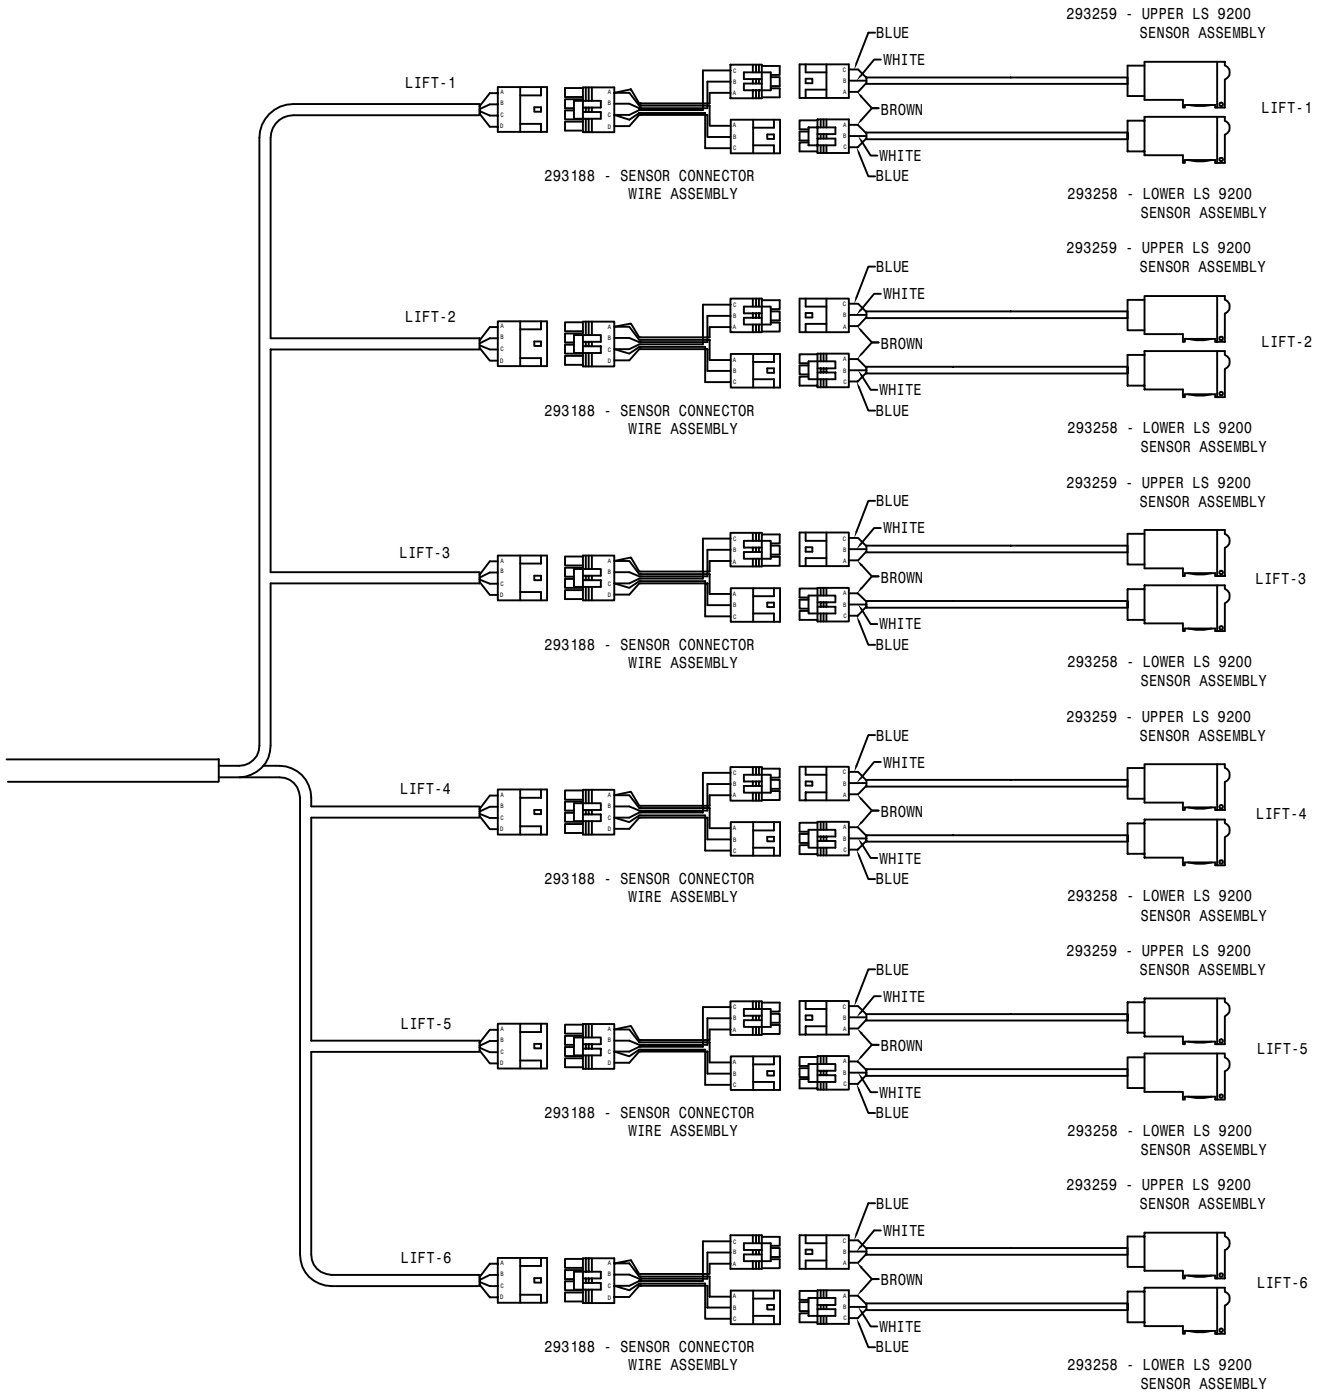 293259 - UPPER LS 9200
SENSOR ASSEMBLY
BLUE
WHITE
LIFT-1
C
B
A
C
B
A
A
B
C
D
A
B
C
D
BROWN
LIFT-1
A
B
C
A
B
C
WHITE
BLUE
293188 - SENSOR CONNECTOR
WIRE ASSEMBLY
293258 - LOWER LS 9200
SENSOR ASSEMBLY
293259 - UPPER LS 9200
SENSOR ASSEMBLY
BLUE
WHITE
LIFT-2
C
B
A
C
B
A
A
B
C
D
A
B
C
D
BROWN
LIFT-2
A
B
C
A
B
C
WHITE
BLUE
293188 - SENSOR CONNECTOR
WIRE ASSEMBLY
293258 - LOWER LS 9200
SENSOR ASSEMBLY
293259 - UPPER LS 9200
SENSOR ASSEMBLY
BLUE
WHITE
LIFT-3
C
B
A
C
B
A
A
B
C
D
A
B
C
D
BROWN
LIFT-3
A
B
C
A
B
C
WHITE
BLUE
293188 - SENSOR CONNECTOR
WIRE ASSEMBLY
293258 - LOWER LS 9200
SENSOR ASSEMBLY
293259 - UPPER LS 9200
SENSOR ASSEMBLY
BLUE
WHITE
LIFT-4
C
B
A
C
B
A
A
B
C
D
A
B
C
D
BROWN
LIFT-4
A
B
C
A
B
C
WHITE
BLUE
293188 - SENSOR CONNECTOR
WIRE ASSEMBLY
293258 - LOWER LS 9200
SENSOR ASSEMBLY
293259 - UPPER LS 9200
SENSOR ASSEMBLY
BLUE
WHITE
LIFT-5
C
B
A
C
B
A
A
B
C
D
A
B
C
D
BROWN
LIFT-5
A
B
C
A
B
C
WHITE
BLUE
293188 - SENSOR CONNECTOR
WIRE ASSEMBLY
293258 - LOWER LS 9200
SENSOR ASSEMBLY
293259 - UPPER LS 9200
SENSOR ASSEMBLY
BLUE
WHITE
LIFT-6
C
B
A
C
B
A
A
B
C
D
A
B
C
D
BROWN
LIFT-6
A
B
C
A
B
C
WHITE
BLUE
293188 - SENSOR CONNECTOR
WIRE ASSEMBLY
293258 - LOWER LS 9200
SENSOR ASSEMBLY